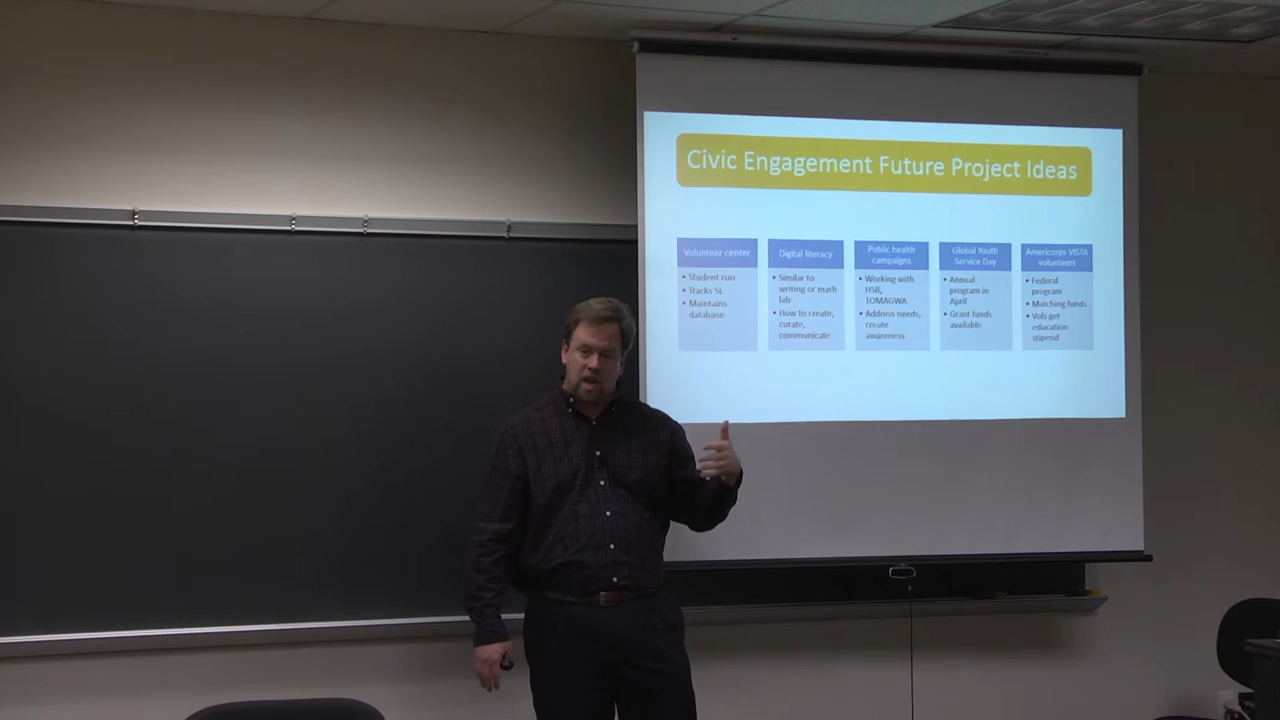 Civic Engagement Future Project Ideas
Volunteer center
• Student run
• Tracks SL
• Maintains
database
Digital literacy
• Similar to
writing or math
lab
• How to create,
curate,
communicate
Public health
campaigns
• Working with
HSB,
TOMAGWA
• Address needs,
create
awareness
Global Youth
Service Day
• Annual
program in
April
• Grant funds
available
Americorps VISTA
volunteers
• Federal
program
• Matching funds
• Vols get
education
stipend